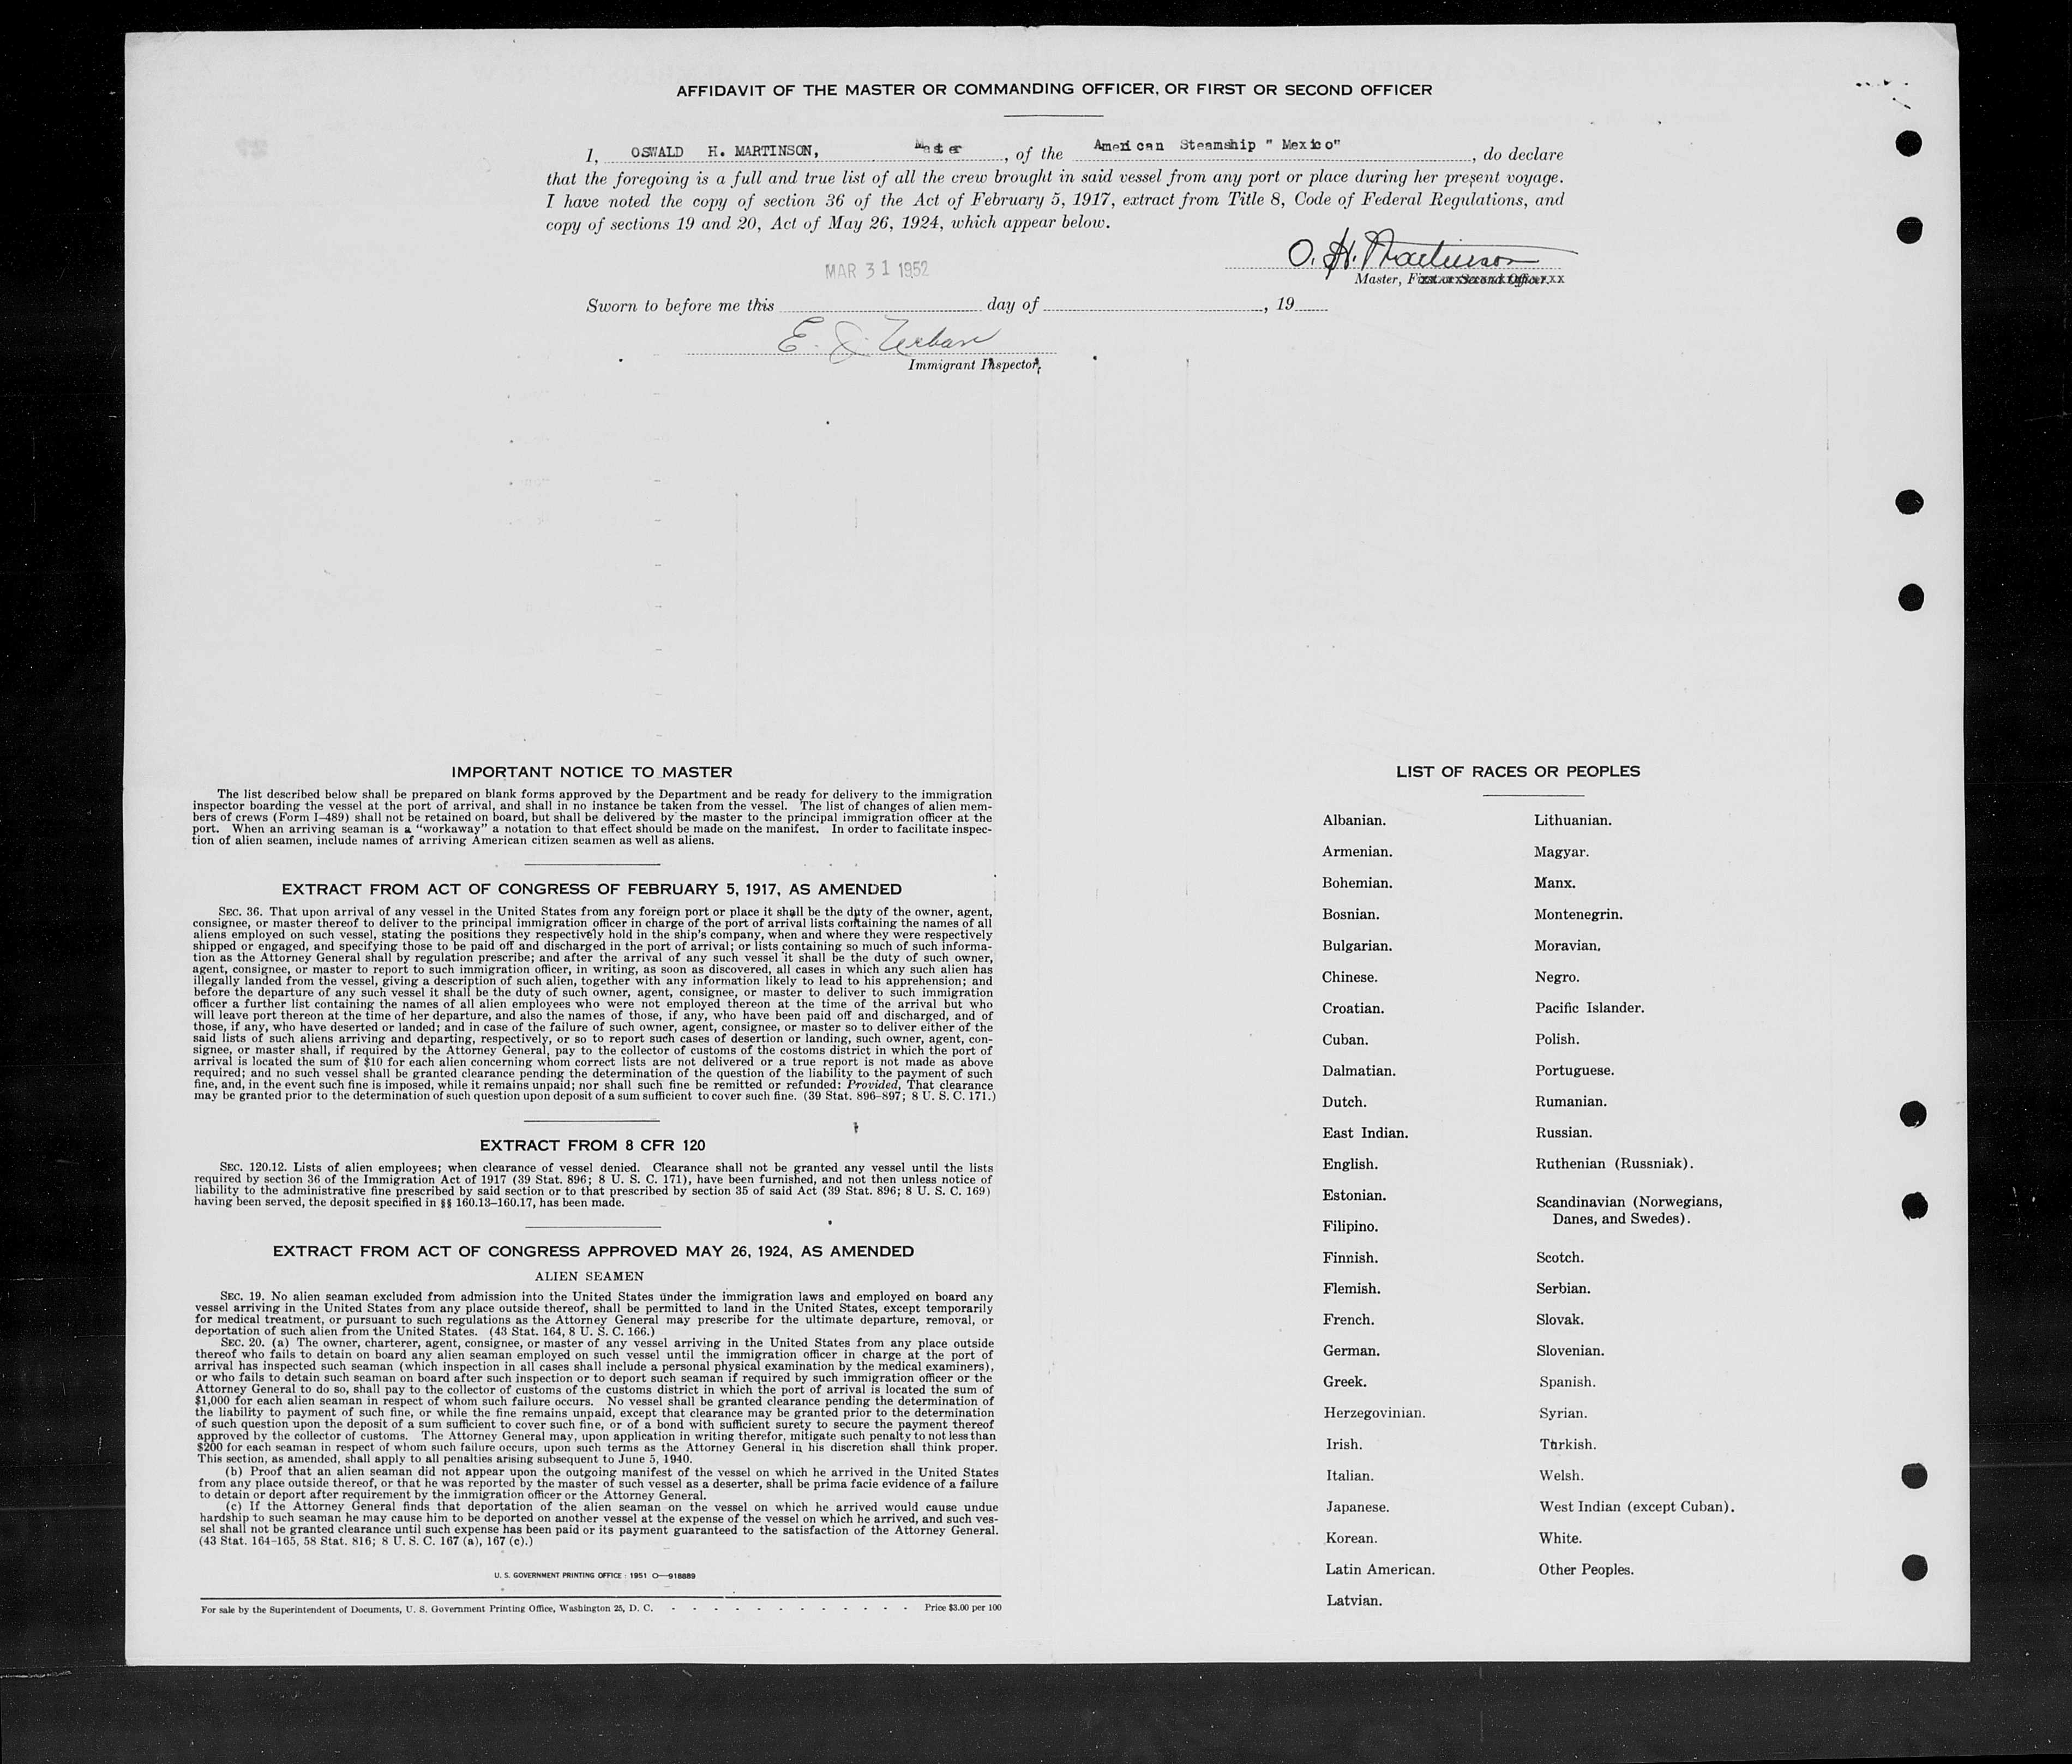 AFFIDAVIT OF THE MASTER OR COMMANDING OFFICER, OR FIRST OR SECOND OFFICER
I, OSWALD H. MARTINSON, Master, of the American Steamship " Mexico", do declare
that the foregoing is a full and true list of all the crew brought in said vessel from any port or place during her present voyage.
I have noted the copy of section 36 of the Act of February 5, 1917, extract from Title 8, Code of Federal Regulations, and
copy of sections 19 and 20, Act of May 26, 1924, which appear below.
O. H. Martinson
MAR 31 1952
Master, First or Second Officer.xx
Sworn to before me this day of , 19
E. J. Urban
Immigrant Inspector.
IMPORTANT NOTICE TO MASTER
The list described below shall be prepared on blank forms approved by the Department and be ready for delivery to the immigration
inspector boarding the vessel at the port of arrival, and shall in no instance be taken from the vessel. The list of changes of alien mem-
bers of crews (Form I-489) shall not be retained on board, but shall be delivered by the master to the principal immigration officer at the
port. When an arriving seaman is a "workaway" a notation to that effect should be made on the manifest. In order to facilitate inspec-
tion of alien seamen, include names of arriving American citizen seamen as well as aliens.
EXTRACT FROM ACT OF CONGRESS OF FEBRUARY 5, 1917, AS AMENDED
SEC. 36. That upon arrival of any vessel in the United States from any foreign port or place it shall be the duty of the owner, agent,
consignee, or master thereof to deliver to the principal immigration officer in charge of the port of arrival lists containing the names of all
aliens employed on such vessel, stating the positions they respectively hold in the ship's company, when and where they were respectively
shipped or engaged, and specifying those to be paid off and discharged in the port of arrival; or lists containing so much of such informa-
tion as the Attorney General shall by regulation prescribe; and after the arrival of any such vessel it shall be the duty of such owner,
agent, consignee, or master to report to such immigration officer, in writing, as soon as discovered, all cases in which any such alien has
illegally landed from the vessel, giving a description of such alien, together with any information likely to lead to his apprehension; and
before the departure of any such vessel it shall be the duty of such owner, agent, consignee, or master to deliver to such immigration
officer a further list containing the names of all alien employees who were not employed thereon at the time of the arrival but who
will leave port thereon at the time of her departure, and also the names of those, if any, who have been paid off and discharged, and of
those, if any, who have deserted or landed; and in case of the failure of such owner, agent, consignee, or master so to deliver either of the
said lists of such aliens arriving and departing, respectively, or so to report such cases of desertion or landing, such owner, agent, con-
signee, or master shall, if required by the Attorney General, pay to the collector of customs of the costoms district in which the port of
arrival is located the sum of $10 for each alien concerning whom correct lists are not delivered or a true report is not made as above
required; and no such vessel shall be granted clearance pending the determination of the question of the liability to the payment of such
fine, and, in the event such fine is imposed, while it remains unpaid; nor shall such fine be remitted or refunded: Provided, That clearance
may be granted prior to the determination of such question upon deposit of a sum sufficient to cover such fine. (39 Stat. 896-897; 8 U. S. C. 171.)
EXTRACT FROM 8 CFR 120
SEC. 120.12. Lists of alien employees; when clearance of vessel denied. Clearance shall not be granted any vessel until the lists
required by section 36 of the Immigration Act of 1917 (39 Stat. 896; 8 U. S. C. 171), have been furnished, and not then unless notice of
liability to the administrative fine prescribed by said section or to that prescribed by section 35 of said Act (39 Stat. 896; 8 U. S. C. 169)
having been served, the deposit specified in §§ 160.13-160.17, has been made.
EXTRACT FROM ACT OF CONGRESS APPROVED MAY 26, 1924, AS AMENDED
ALIEN SEAMEN
SEC. 19. No alien seaman excluded from admission into the United States under the immigration laws and employed on board any
vessel arriving in the United States from any place outside thereof, shall be permitted to land in the United States, except temporarily
for medical treatment, or pursuant to such regulations as the Attorney General may prescribe for the ultimate departure, removal, or
deportation of such alien from the United States. (43 Stat. 164, 8 U. S. C. 166.)
SEC. 20. (a) The owner, charterer, agent, consignee, or master of any vessel arriving in the United States from any place outside
thereof who fails to detain on board any alien seaman employed on such vessel until the immigration officer in charge at the port of
arrival has inspected such seaman (which inspection in all cases shall include a personal physical examination by the medical examiners),
or who fails to detain such seaman on board after such inspection or to deport such seaman if required by such immigration officer or the
Attorney General to do so, shall pay to the collector of customs of the customs district in which the port of arrival is located the sum of
$1,000 for each alien seaman in respect of whom such failure occurs. No vessel shall be granted clearance pending the determination of
the liability to payment of such fine, or while the fine remains unpaid, except that clearance may be granted prior to the determination
of such question upon the deposit of a sum sufficient to cover such fine, or of a bond with sufficient surety to secure the payment thereof
approved by the collector of customs. The Attorney General may, upon application in writing therefor, mitigate such penalty to not less than
$200 for each seaman in respect of whom such failure occurs, upon such terms as the Attorney General in his discretion shall think proper.
This section, as amended, shall apply to all penalties arising subsequent to June 5, 1940.
(b) Proof that an alien seaman did not appear upon the outgoing manifest of the vessel on which he arrived in the United States
from any place outside thereof, or that he was reported by the master of such vessel as a deserter, shall be prima facie evidence of a failure
to detain or deport after requirement by the immigration officer or the Attorney General.
(c) If the Attorney General finds that deportation of the alien seaman on the vessel on which he arrived would cause undue
hardship to such seaman he may cause him to be deported on another vessel at the expense of the vessel on which he arrived, and such ves-
sel shall not be granted clearance until such expense has been paid or its payment guaranteed to the satisfaction of the Attorney General.
(43 Stat. 164-165, 58 Stat. 816; 8 U. S. C. 167 (a), 167 (c).)
U. S. GOVERNMENT PRINTING OFFICE : 1951 O—918889
For sale by the Superintendent of Documents, U. S. Government Printing Office, Washington 25, D. C. - - - - - - - - - - - - Price $3.00 per 100
LIST OF RACES OR PEOPLES
Albanian.
Armenian.
Bohemian.
Bosnian.
Bulgarian.
Chinese.
Croatian.
Cuban.
Dalmatian.
Dutch.
East Indian.
English.
Estonian.
Filipino.
Finnish.
Flemish.
French.
German.
Greek.
Herzegovinian.
Irish.
Italian.
Japanese.
Korean.
Latin American.
Latvian.
Lithuanian.
Magyar.
Manx.
Montenegrin.
Moravian.
Negro.
Pacific Islander.
Polish.
Portuguese.
Rumanian.
Russian.
Ruthenian (Russniak).
Scandinavian (Norwegians,
Danes, and Swedes).
Scotch.
Serbian.
Slovak.
Slovenian.
Spanish.
Syrian.
Turkish.
Welsh.
West Indian (except Cuban).
White.
Other Peoples.